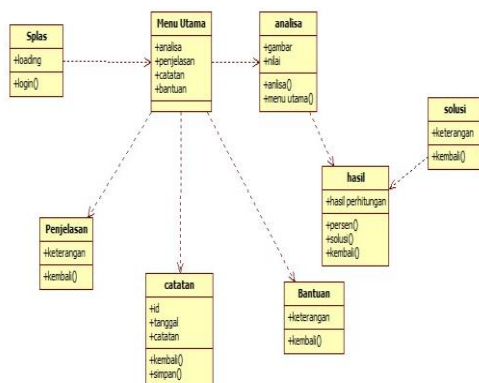 Splas
+loading
+login()
Menu Utama
+analisa
+penjelasan
+catatan
+bantuan
analisa
+gambar
+nilai
+anlisa()
+menu utama()
solusi
+keterangan
+kembali()
hasil
+hasil perhitungan
+persen()
+solusi()
+kembali()
Penjelasan
+keterangan
+kembali()
catatan
+id
+tanggal
+catatan
+kembali()
+simpan()
Bantuan
+keterangan
+kembali()